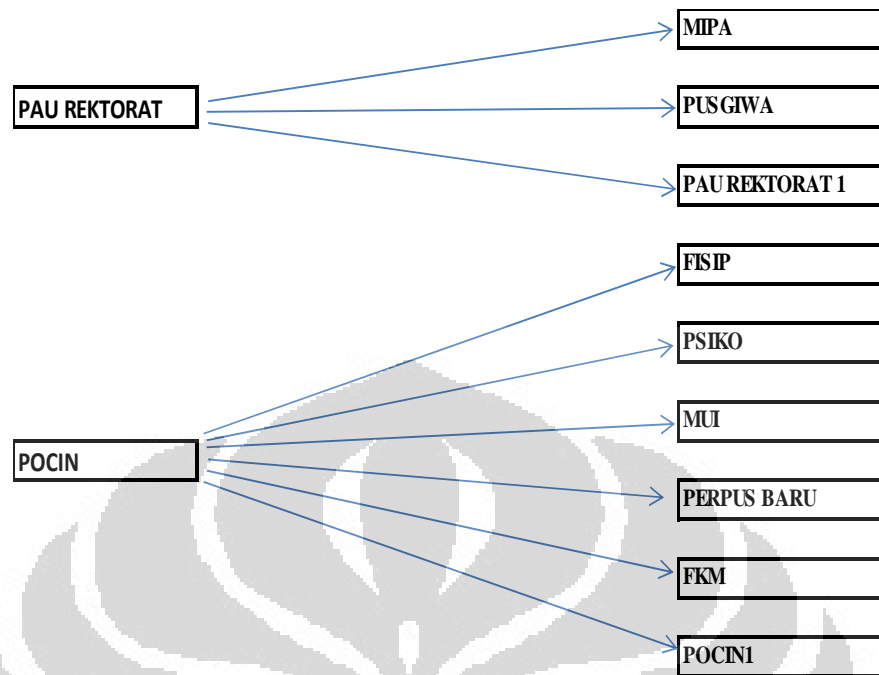 MIPA
PAU REKTORAT
PUSGIWA
PAU REKTORAT 1
FISIP
PSIKO
MUI
POCIN
PERPUS BARU
FKM
POCIN1